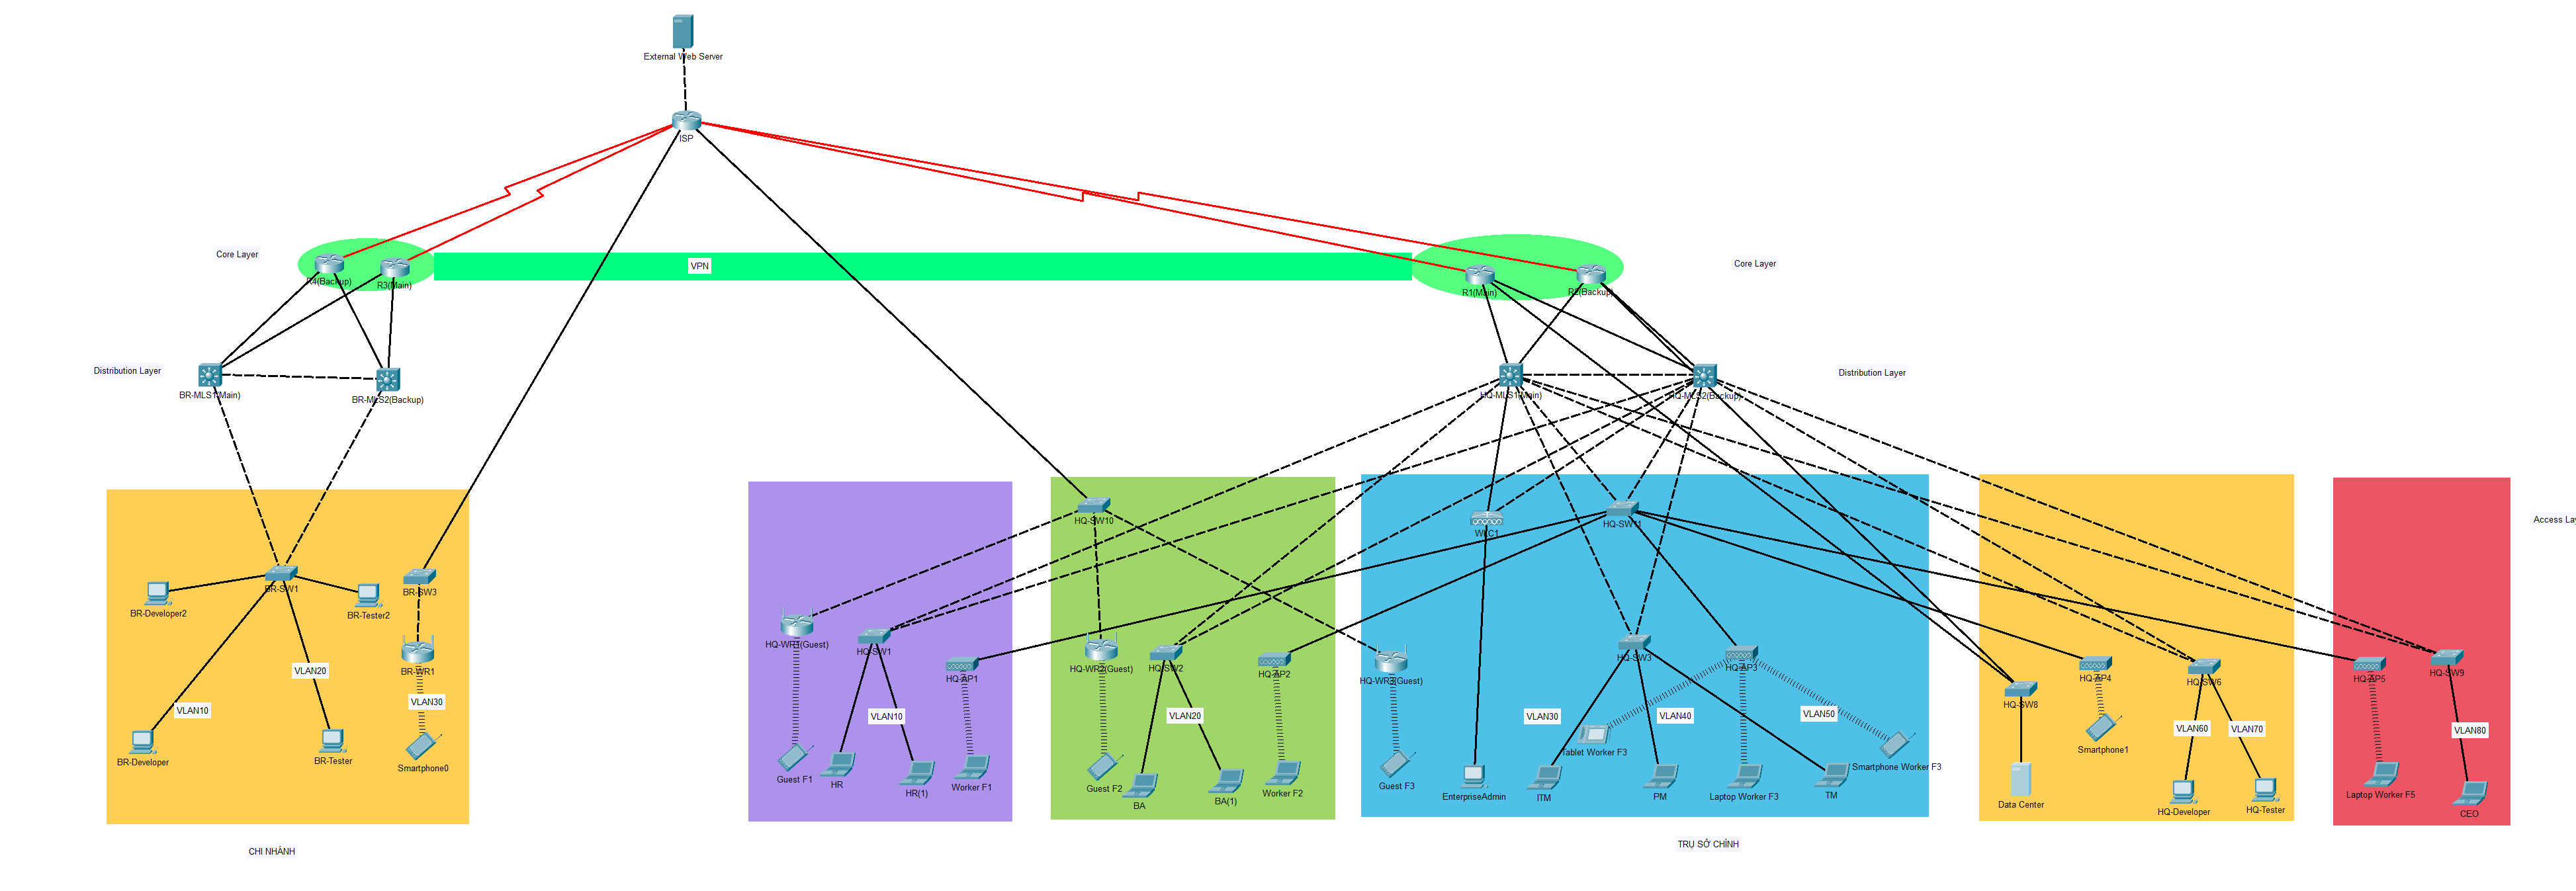 External Web Server
ISP
Core Layer
R4(Backup)
R3(Main)
VPN
R1(Main)
R2(Backup)
Core Layer
Distribution Layer
BR-MLS1(Main)
BR-MLS2(Backup)
HQ-MLS1(Main)
HQ-MLS2(Backup)
Distribution Layer
HQ-SW10
WLC1
HQ-SW11
Access Lay
BR-SW1
BR-SW3
BR-Developer2
BR-Tester2
BR-WR1
VLAN20
VLAN30
VLAN10
BR-Developer
BR-Tester
Smartphone0
HQ-WR1(Guest)
HQ-SW1
HQ-AP1
VLAN10
Guest F1
HR
HR(1)
Worker F1
HQ-WR2(Guest)
HQ-SW2
HQ-AP2
VLAN20
Guest F2
BA
BA(1)
Worker F2
HQ-WR3(Guest)
HQ-SW3
HQ-AP3
VLAN30
VLAN40
VLAN50
Tablet Worker F3
Smartphone Worker F3
Guest F3
EnterpriseAdmin
ITM
PM
Laptop Worker F3
TM
HQ-SW8
HQ-AP4
HQ-SW6
VLAN60
VLAN70
Smartphone1
Data Center
HQ-Developer
HQ-Tester
HQ-AP5
HQ-SW9
VLAN80
Laptop Worker F5
CEO
CHI NHÁNH
TRỤ SỞ CHÍNH